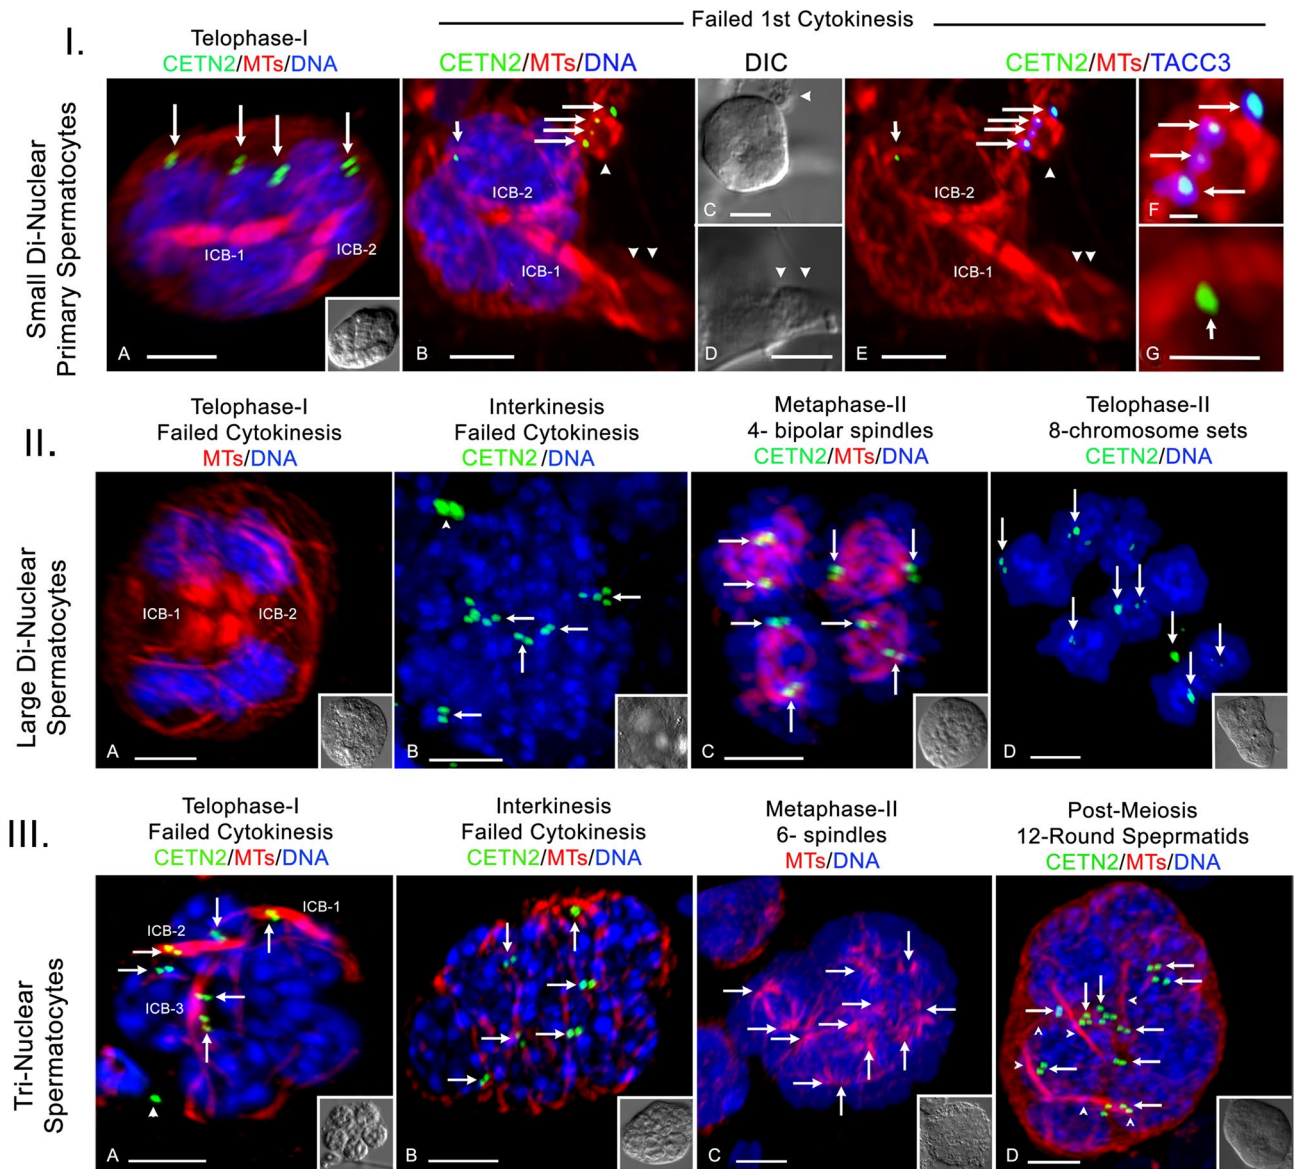 I.
Small Di-Nuclear
Primary Spermatocytes
Failed 1st Cytokinesis
Telophase-I
CETN2/MTs/DNA
CETN2/MTs/DNA
DIC
CETN2/MTs/TACC3
ICB-1
ICB-2
A
ICB-2
ICB-1
B
C
D
ICB-2
ICB-1
E
F
G
II.
Large Di-Nuclear
Spermatocytes
Telophase-I
Failed Cytokinesis
MTs/DNA
Interkinesis
Failed Cytokinesis
CETN2/DNA
Metaphase-II
4- bipolar spindles
CETN2/MTs/DNA
Telophase-II
8-chromosome sets
CETN2/DNA
ICB-1
ICB-2
A
B
C
D
III.
Tri-Nuclear
Spermatocytes
Telophase-I
Failed Cytokinesis
CETN2/MTs/DNA
Interkinesis
Failed Cytokinesis
CETN2/MTs/DNA
Metaphase-II
6- spindles
MTs/DNA
Post-Meiosis
12-Round Speprmatids
CETN2/MTs/DNA
ICB-1
ICB-2
ICB-3
A
B
C
D